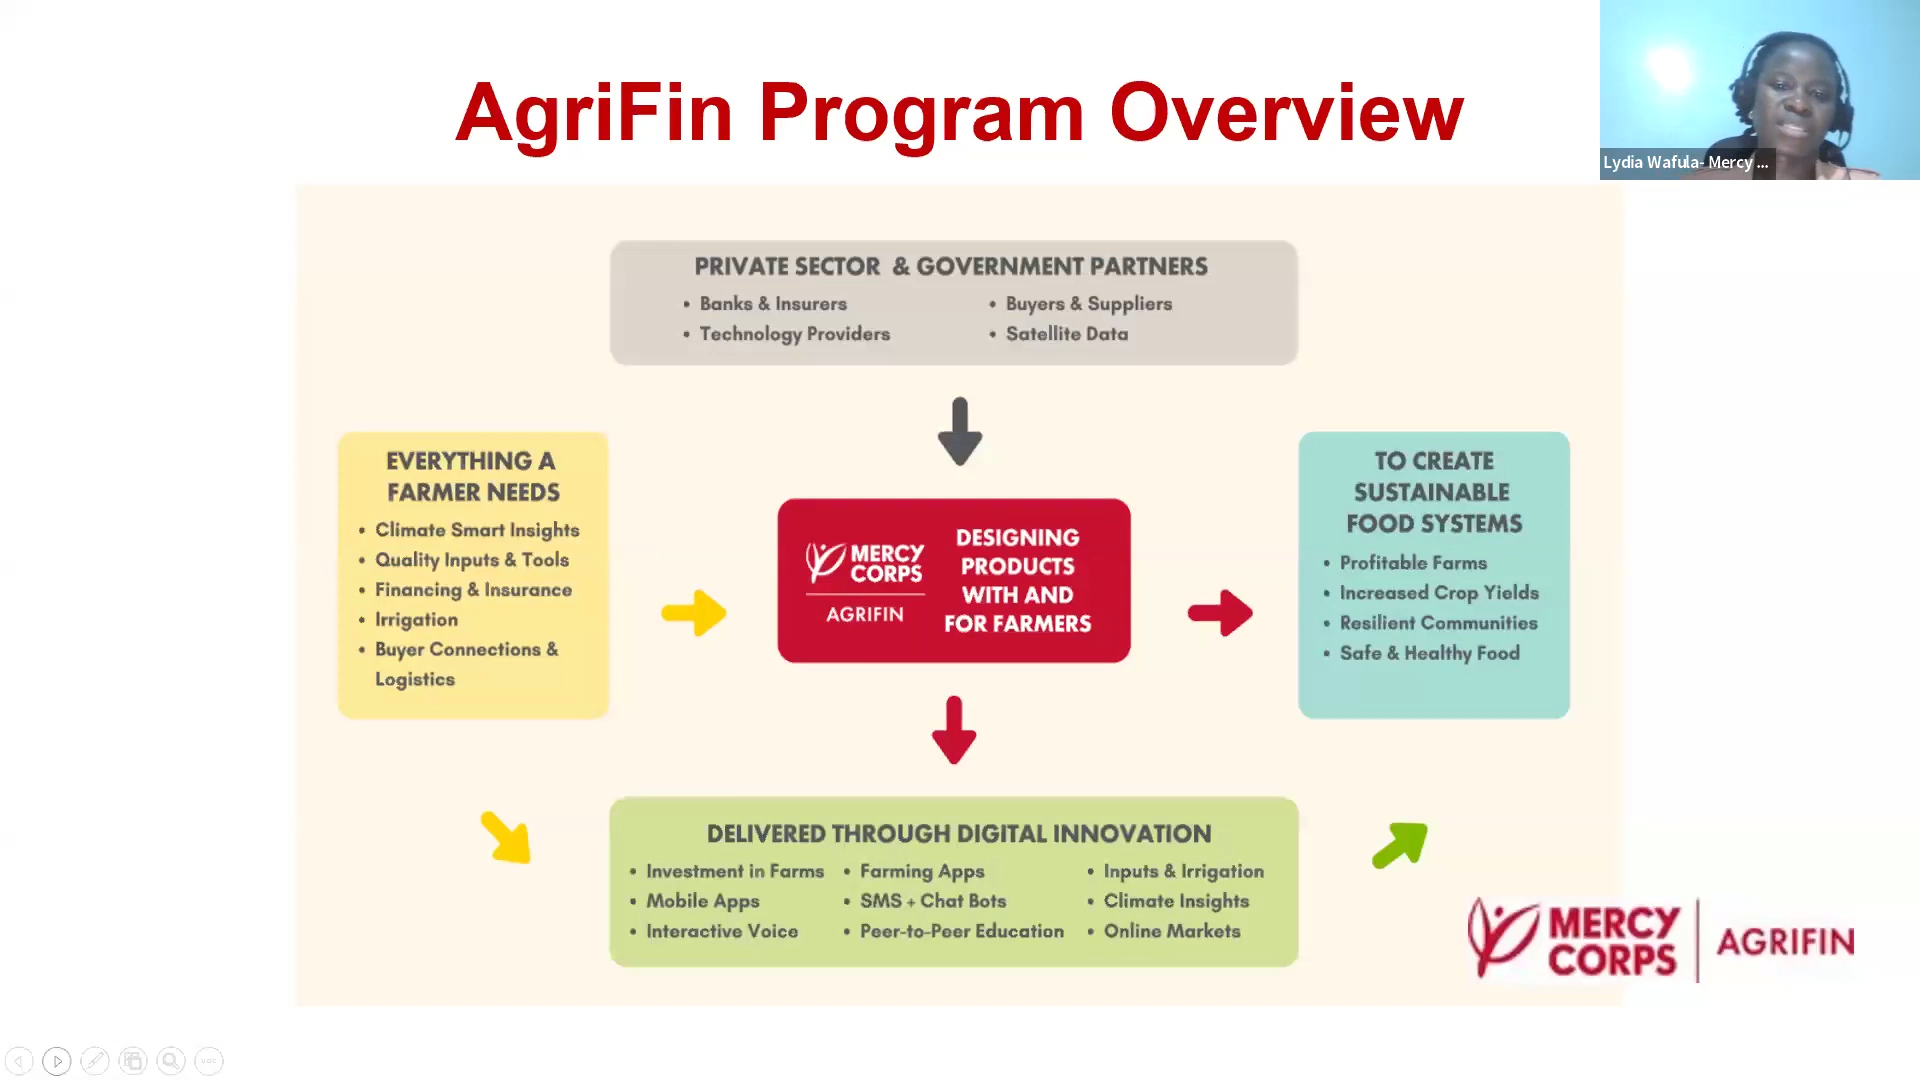 AgriFin Program Overview
Lydia Wafula- Mercy ...
PRIVATE SECTOR & GOVERNMENT PARTNERS
• Banks & Insurers
• Technology Providers
• Buyers & Suppliers
• Satellite Data
EVERYTHING A
FARMER NEEDS
• Climate Smart Insights
• Quality Inputs & Tools
• Financing & Insurance
• Irrigation
• Buyer Connections &
Logistics
MERCY
CORPS
AGRIFIN
DESIGNING
PRODUCTS
WITH AND
FOR FARMERS
TO CREATE
SUSTAINABLE
FOOD SYSTEMS
• Profitable Farms
• Increased Crop Yields
• Resilient Communities
• Safe & Healthy Food
DELIVERED THROUGH DIGITAL INNOVATION
• Investment in Farms
• Mobile Apps
• Interactive Voice
• Farming Apps
• SMS + Chat Bots
• Peer-to-Peer Education
• Inputs & Irrigation
• Climate Insights
• Online Markets
MERCY
CORPS
AGRIFIN